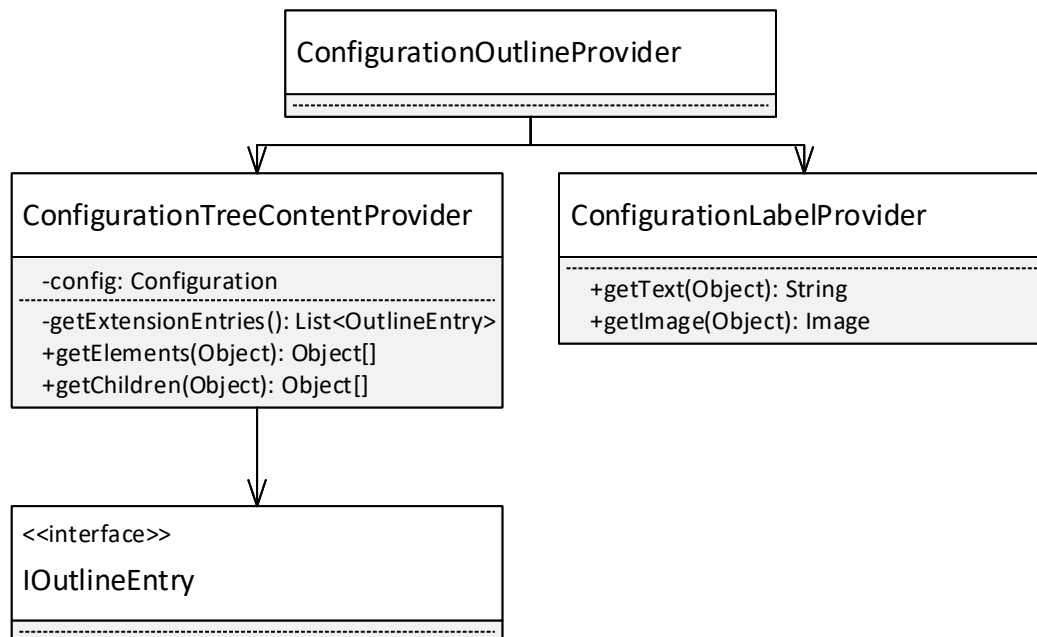 ConfigurationOutlineProvider
ConfigurationTreeContentProvider
-config: Configuration
-getExtensionEntries(): List<OutlineEntry>
+getElements(Object): Object[]
+getChildren(Object): Object[]
ConfigurationLabelProvider
+getText(Object): String
+getImage(Object): Image
<<interface>>
IOutlineEntry